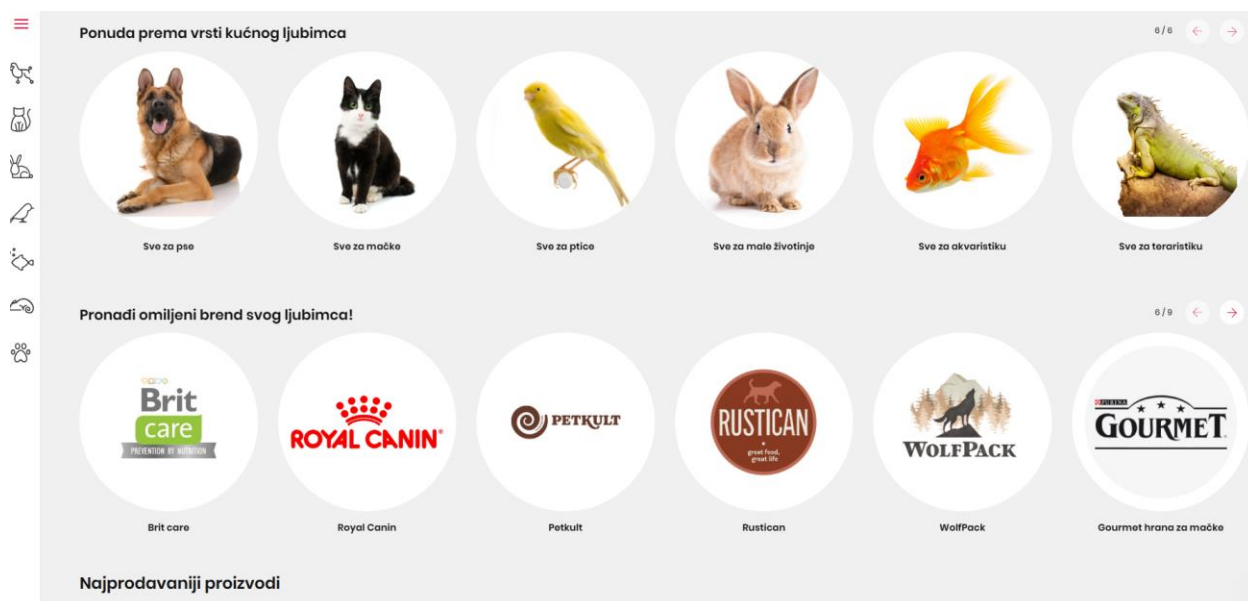 Ponuda prema vrsti kućnog ljubimca
6 / 6
Sve za pse
Sve za mačke
Sve za ptice
Sve za male životinje
Sve za akvaristiku
Sve za teraristiku
Pronađi omiljeni brend svog ljubimca!
6 / 9
Brit
care
PREVENTION BY NUTRITION
ROYAL CANIN®
PETKULT
RUSTICAN
great food,
great life
WOLFPACK
PURINA
GOURMET
Brit care
Royal Canin
Petkult
Rustican
WolfPack
Gourmet hrana za mačke
Najprodavaniji proizvodi